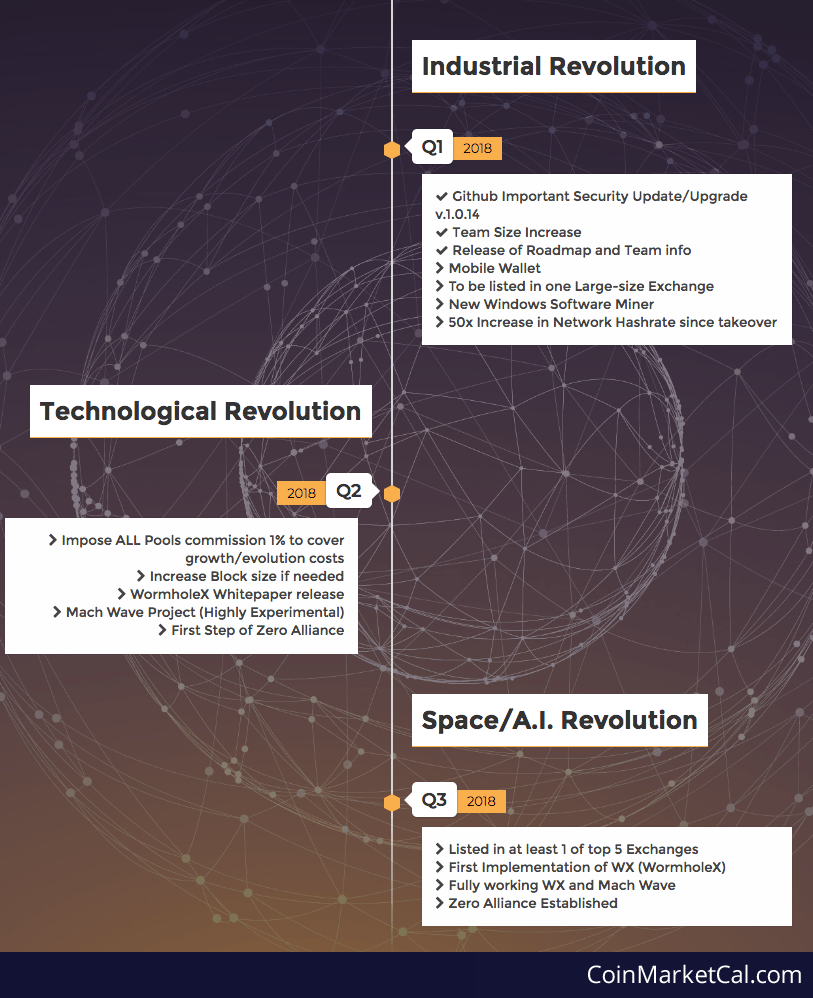 Industrial Revolution
Q1 2018
Github Important Security Update/Upgrade
v.1.0.14
Team Size Increase
Release of Roadmap and Team info
Mobile Wallet
To be listed in one Large-size Exchange
New Windows Software Miner
50x Increase in Network Hashrate since takeover
Technological Revolution
2018 Q2
Impose ALL Pools commission 1% to cover
growth/evolution costs
Increase Block size if needed
WormholeX Whitepaper release
Mach Wave Project (Highly Experimental)
First Step of Zero Alliance
Space/A.I. Revolution
Q3 2018
Listed in at least 1 of top 5 Exchanges
First Implementation of WX (WormholeX)
Fully working WX and Mach Wave
Zero Alliance Established
CoinMarketCal.com